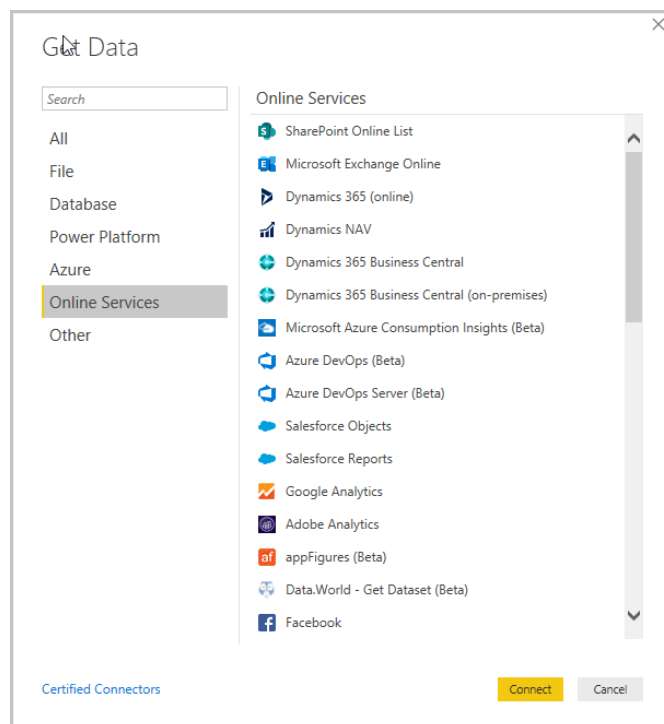 Get Data
Search
All
File
Database
Power Platform
Azure
Online Services
Other
Online Services
SharePoint Online List
Microsoft Exchange Online
Dynamics 365 (online)
Dynamics NAV
Dynamics 365 Business Central
Dynamics 365 Business Central (on-premises)
Microsoft Azure Consumption Insights (Beta)
Azure DevOps (Beta)
Azure DevOps Server (Beta)
Salesforce Objects
Salesforce Reports
Google Analytics
Adobe Analytics
af appFigures (Beta)
Data.World - Get Dataset (Beta)
Facebook
Certified Connectors
Connect
Cancel